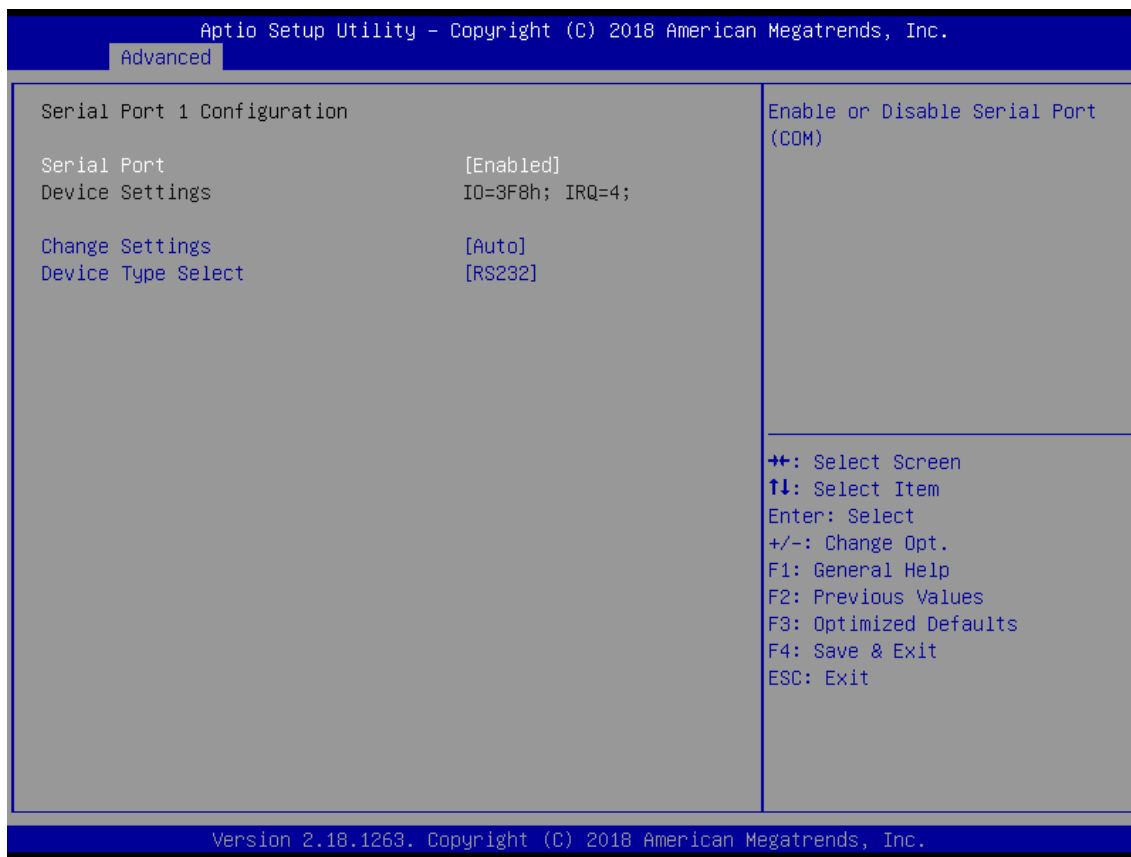 Aptio Setup Utility – Copyright (C) 2018 American Megatrends, Inc.
Advanced
Serial Port 1 Configuration
Serial Port [Enabled]
Device Settings IO=3F8h; IRQ=4;
Change Settings [Auto]
Device Type Select [RS232]
Enable or Disable Serial Port
(COM)
→←: Select Screen
↑↓: Select Item
Enter: Select
+/-: Change Opt.
F1: General Help
F2: Previous Values
F3: Optimized Defaults
F4: Save & Exit
ESC: Exit
Version 2.18.1263. Copyright (C) 2018 American Megatrends, Inc.